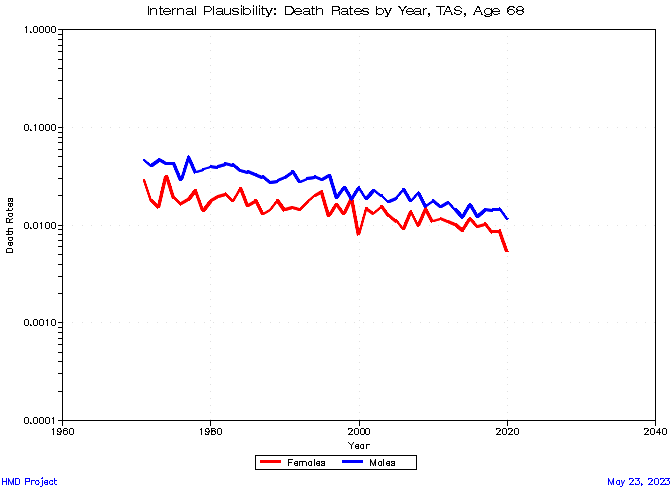 Internal Plausibility: Death Rates by Year, TAS, Age 68
1.0000
0.1000
0.0100
0.0010
0.0001
Death Rates
1960
1980
2000
2020
2040
Year
Females
Males
HMD Project
May 23, 2023